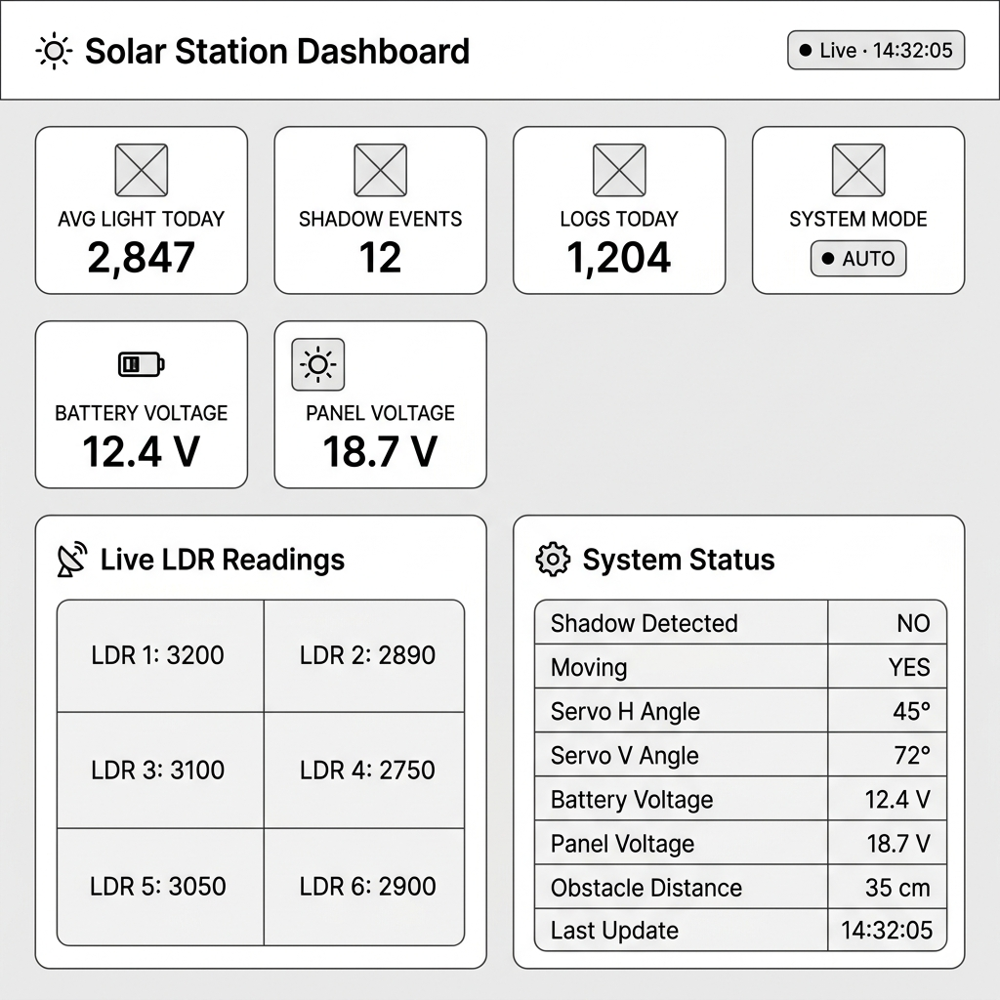 Solar Station Dashboard
● Live · 14:32:05
AVG LIGHT TODAY
2,847
SHADOW EVENTS
12
LOGS TODAY
1,204
SYSTEM MODE
● AUTO
BATTERY VOLTAGE
12.4 V
PANEL VOLTAGE
18.7 V
Live LDR Readings
LDR 1: 3200
LDR 2: 2890
LDR 3: 3100
LDR 4: 2750
LDR 5: 3050
LDR 6: 2900
System Status
Shadow Detected NO
Moving YES
Servo H Angle 45°
Servo V Angle 72°
Battery Voltage 12.4 V
Panel Voltage 18.7 V
Obstacle Distance 35 cm
Last Update 14:32:05